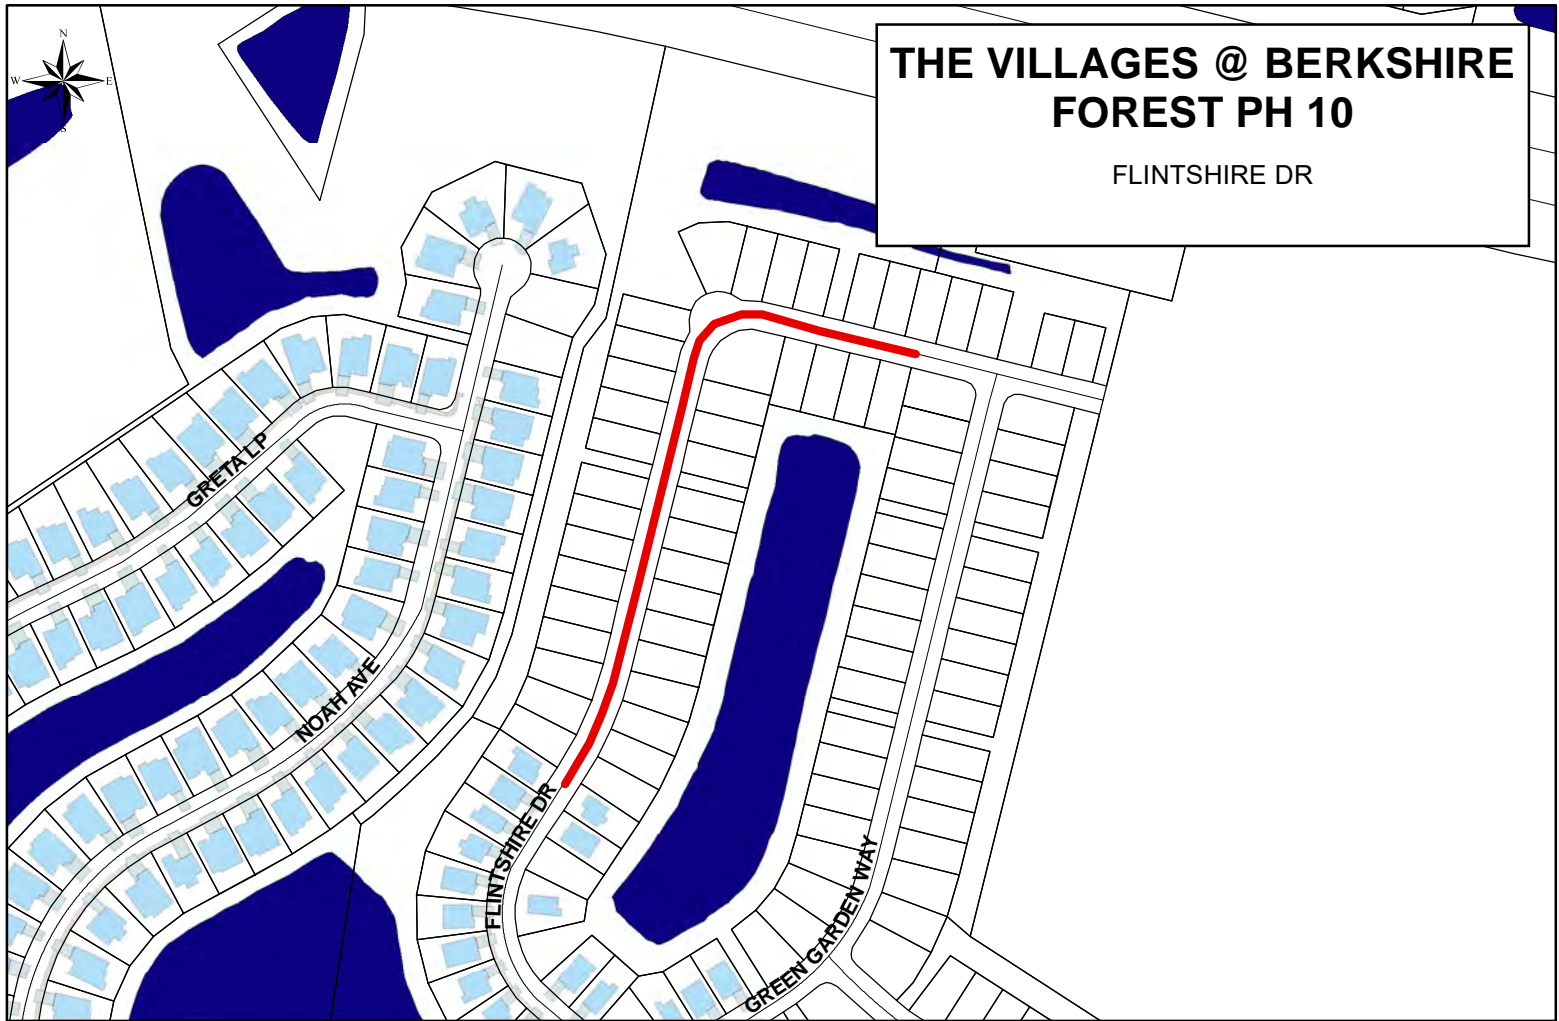 N
W E
S
THE VILLAGES @ BERKSHIRE
FOREST PH 10
FLINTSHIRE DR
GRETA LP
NOAH AVE
FLINTSHIRE DR
GREEN GARDEN WAY